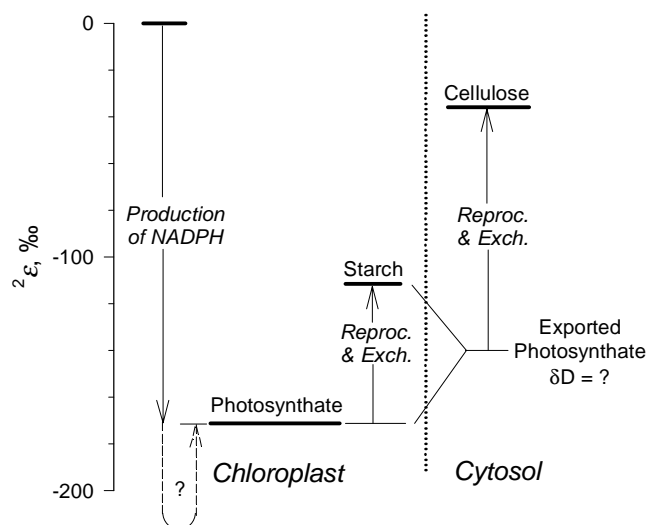 0
Cellulose
Production
of NADPH
Reproc.
& Exch.
²ε, ‰
-100
Starch
Reproc.
& Exch.
Exported
Photosynthate
δD = ?
Photosynthate
?
Chloroplast
Cytosol
-200